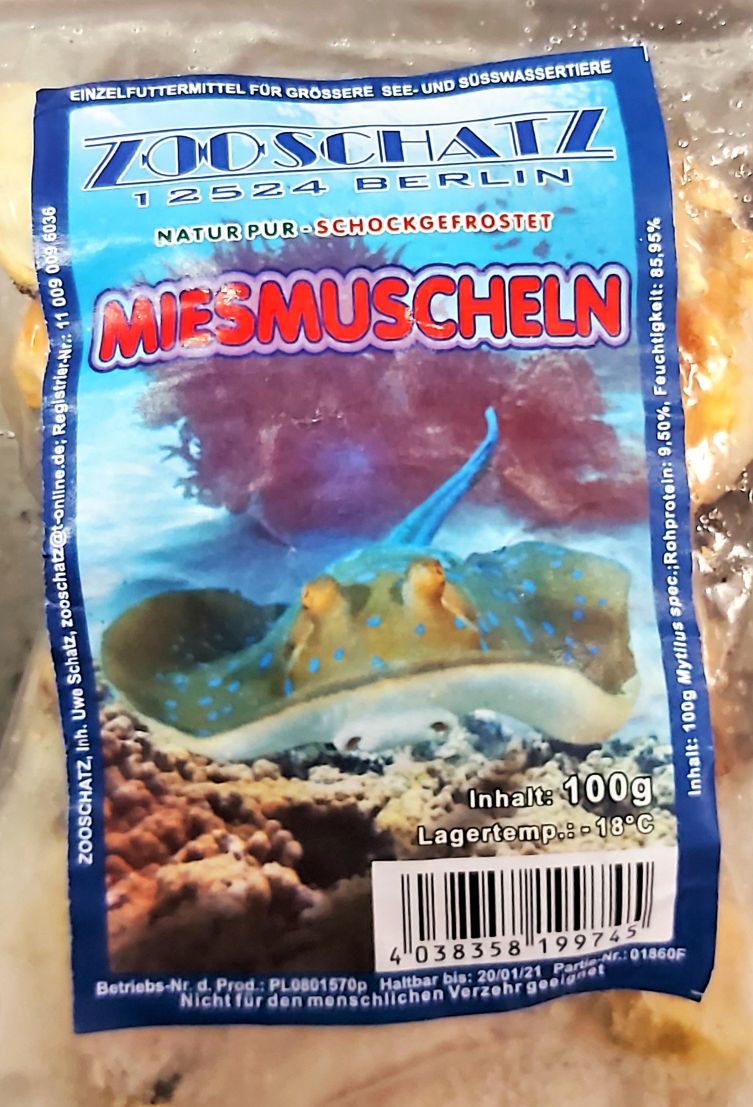 EINZELFUTTERMITTEL FÜR GRÖSSERE SEE- UND SÜSSWASSERTIERE
ZOOSCHATZ
12524 BERLIN
NATUR PUR - SCHOCKGEFROSTET
MIESMUSCHELN
ZOOSCHATZ, Inh. Uwe Schatz, zooschatz@t-online.de; Registrier-Nr.: 11 009 009 6036
Inhalt: 100g Mytilus spec.;Rohprotein: 9,50%, Feuchtigkeit: 85,95%
Inhalt: 100g
Lagertemp.: - 18°C
4 038358 199745
Betriebs-Nr. d. Prod.: PL0801570p Haltbar bis: 20/01/21 Partie-Nr.: 01860F
Nicht für den menschlichen Verzehr geeignet